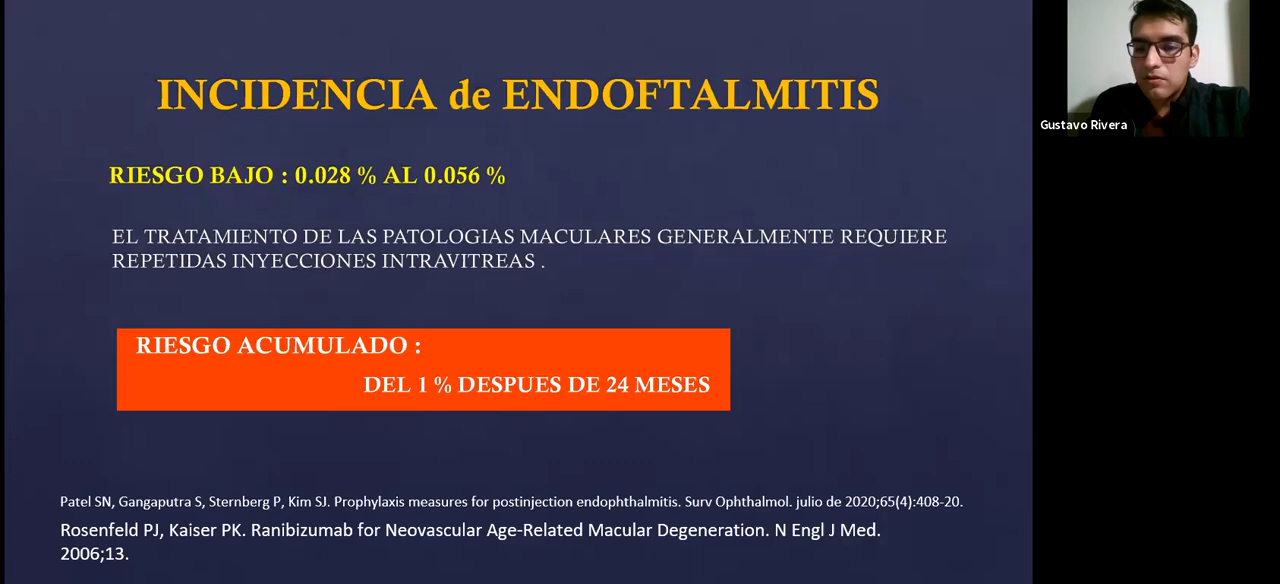 INCIDENCIA de ENDOFTALMITIS
RIESGO BAJO : 0.028 % AL 0.056 %
EL TRATAMIENTO DE LAS PATOLOGIAS MACULARES GENERALMENTE REQUIERE
REPETIDAS INYECCIONES INTRAVITREAS .
RIESGO ACUMULADO :
DEL 1 % DESPUES DE 24 MESES
Patel SN, Gangaputra S, Sternberg P, Kim SJ. Prophylaxis measures for postinjection endophthalmitis. Surv Ophthalmol. julio de 2020;65(4):408-20.
Rosenfeld PJ, Kaiser PK. Ranibizumab for Neovascular Age-Related Macular Degeneration. N Engl J Med.
2006;13.
Gustavo Rivera